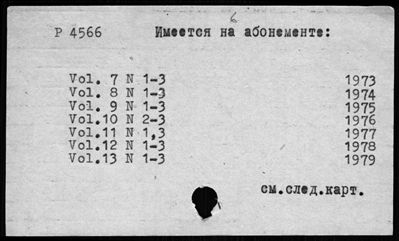 6
P 4566 Имеется на абонементе:
Vol. 7 N 1-3 1973
Vol. 8 N 1-3 1974
Vol. 9 N 1-3 1975
Vol.10 N 2-3 1976
Vol.11 N 1,3 1977
Vol.12 N 1-3 1978
Vol.13 N 1-3 1979
см.след.карт.